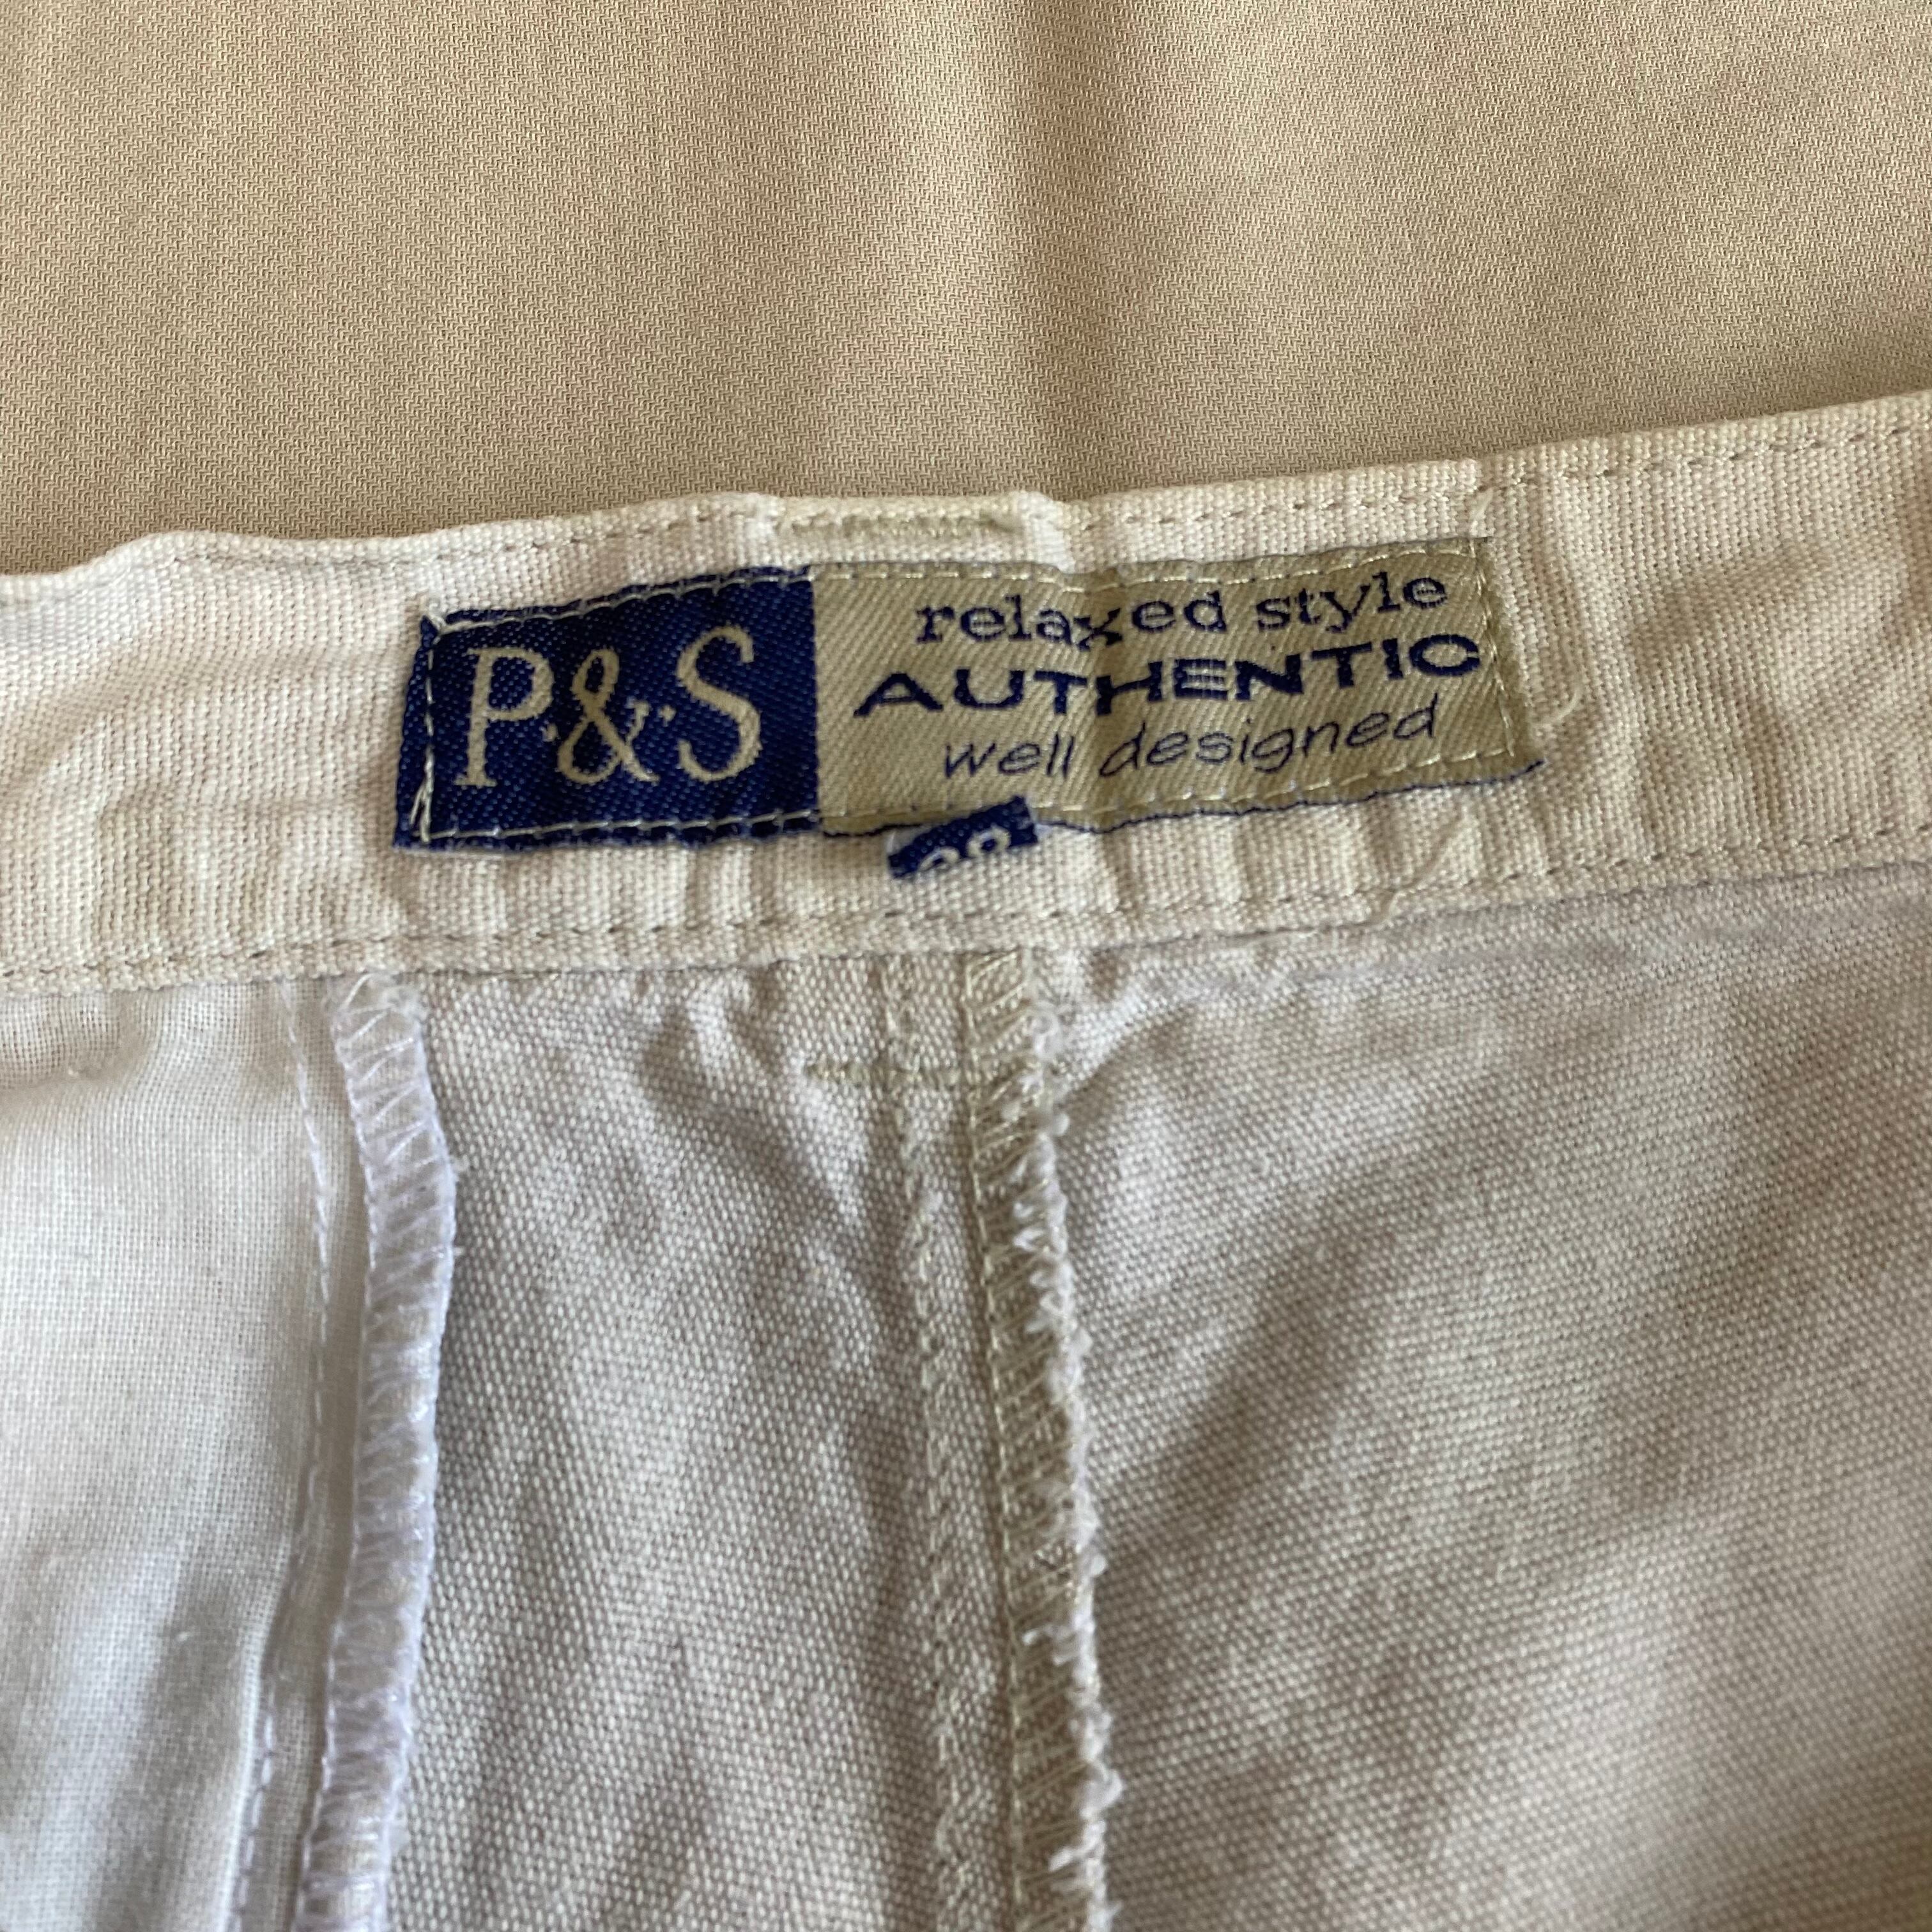 P.&.S
relaxed style
AUTHENTIC
well designed